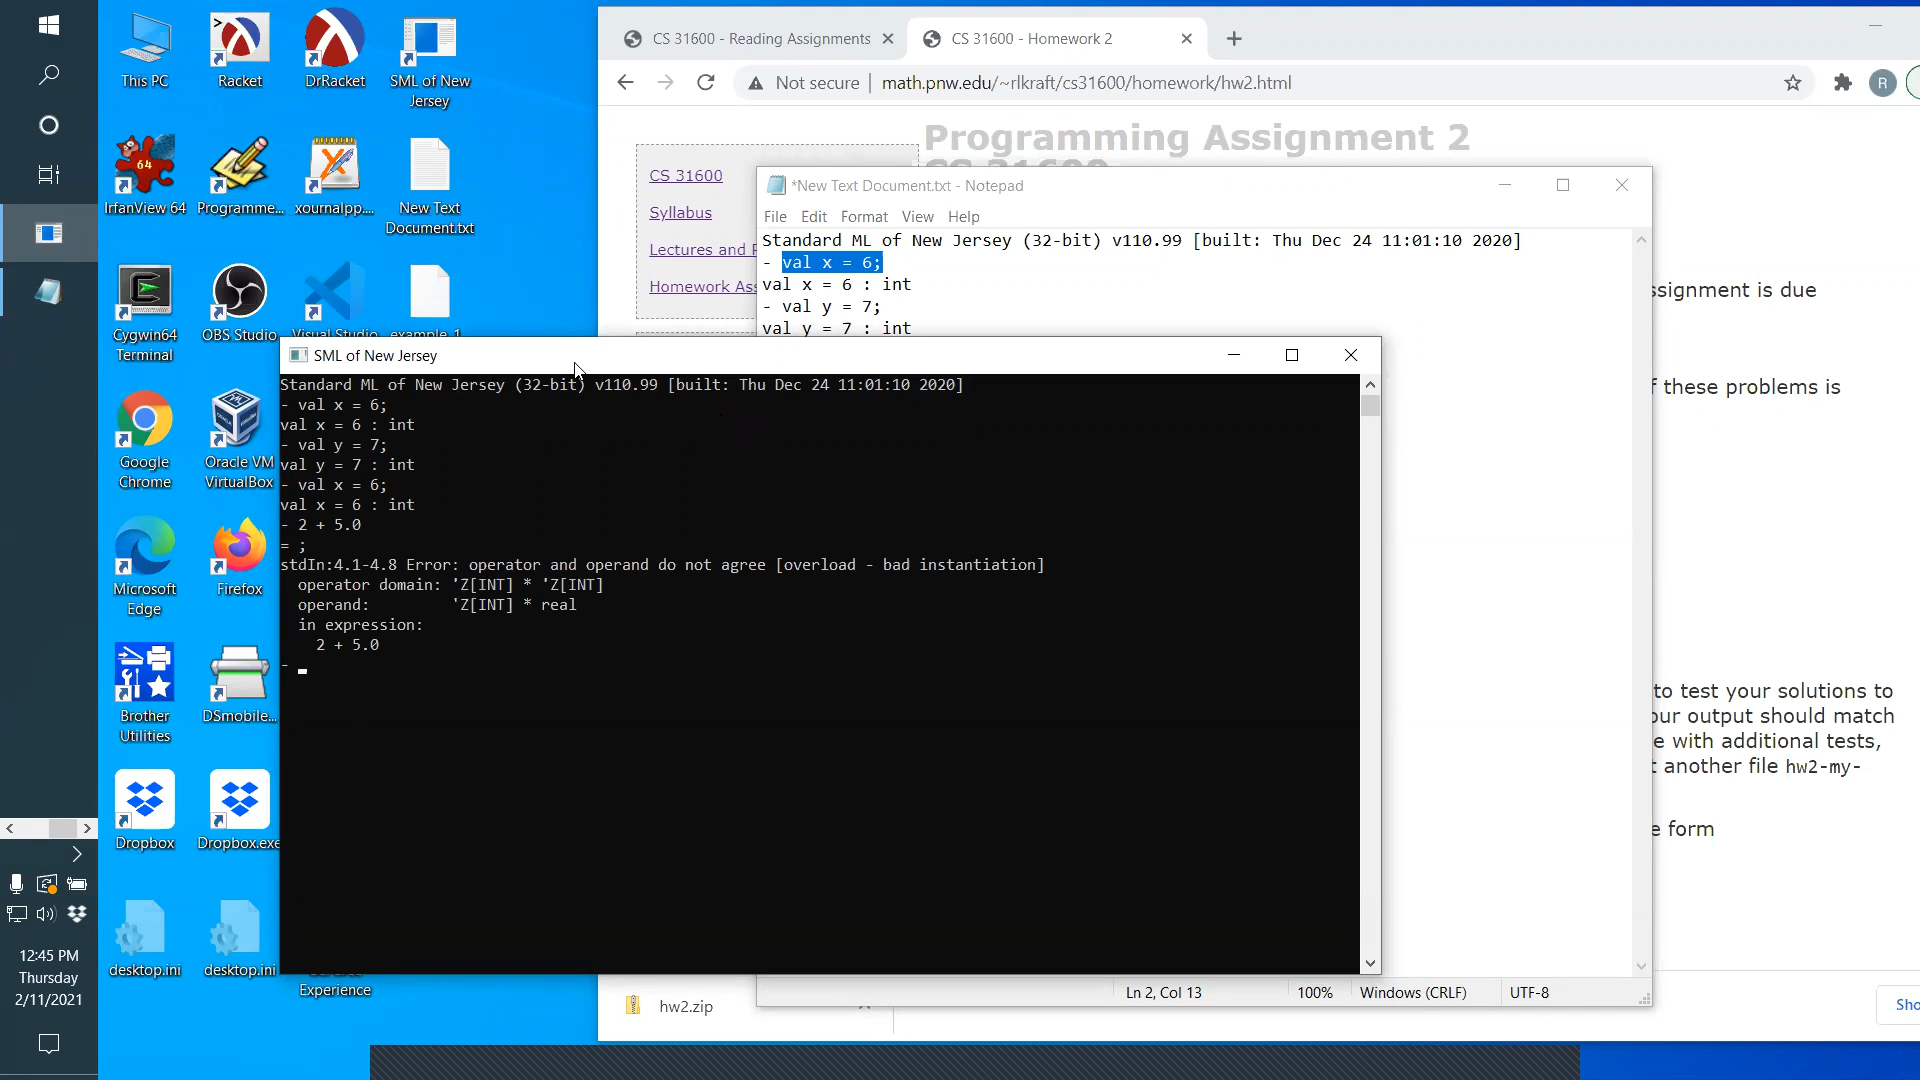 This PC
Racket
DrRacket
SML of New Jersey
IrfanView 64
Programme...
xournalpp....
New Text Document.txt
Cygwin64 Terminal
OBS Studio
Visual Studio
example_1
Google Chrome
Oracle VM VirtualBox
Microsoft Edge
Firefox
Brother Utilities
DSmobile...
Dropbox
Dropbox.exe
desktop.ini
desktop.ini
Experience
12:45 PM
Thursday
2/11/2021
CS 31600 - Reading Assignments
CS 31600 - Homework 2
Not secure | math.pnw.edu/~rlkraft/cs31600/homework/hw2.html
R
Programming Assignment 2
CS 31600
CS 31600
Syllabus
Lectures and
Homework Ass
ssignment is due
f these problems is
to test your solutions to
our output should match
e with additional tests,
t another file hw2-my-
e form
hw2.zip
Sho
*New Text Document.txt - Notepad
File Edit Format View Help
Standard ML of New Jersey (32-bit) v110.99 [built: Thu Dec 24 11:01:10 2020]
- val x = 6;
val x = 6 : int
- val y = 7;
val y = 7 : int
Ln 2, Col 13 100% Windows (CRLF) UTF-8
SML of New Jersey
Standard ML of New Jersey (32-bit) v110.99 [built: Thu Dec 24 11:01:10 2020]
- val x = 6;
val x = 6 : int
- val y = 7;
val y = 7 : int
- val x = 6;
val x = 6 : int
- 2 + 5.0
= ;
stdIn:4.1-4.8 Error: operator and operand do not agree [overload - bad instantiation]
operator domain: 'Z[INT] * 'Z[INT]
operand: 'Z[INT] * real
in expression:
2 + 5.0
-